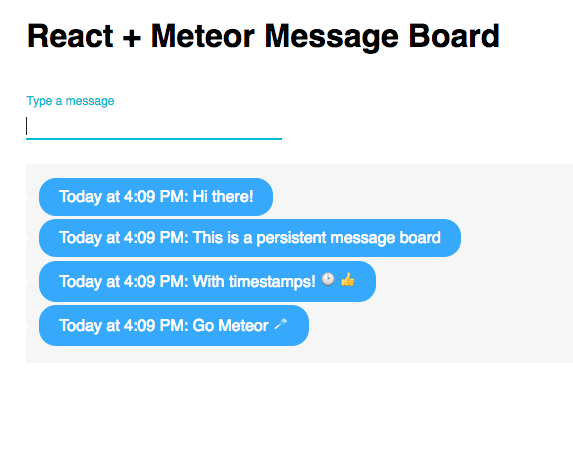 React + Meteor Message Board
Type a message
Today at 4:09 PM: Hi there!
Today at 4:09 PM: This is a persistent message board
Today at 4:09 PM: With timestamps! 🕑 👍
Today at 4:09 PM: Go Meteor ☄️